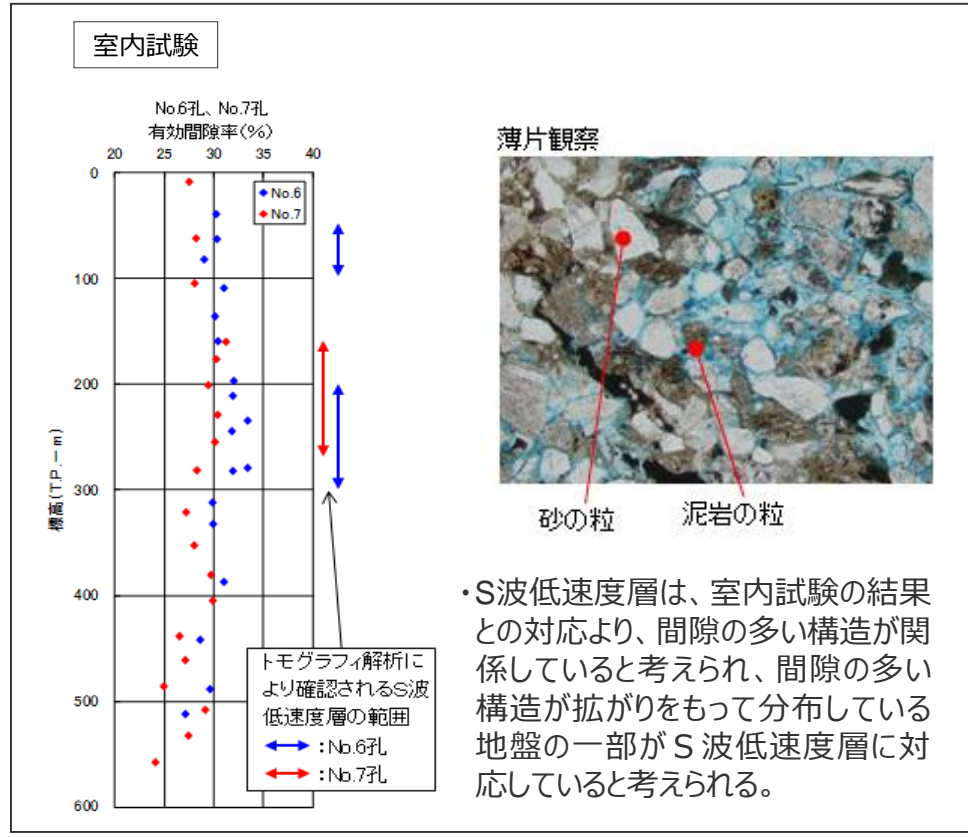 室内試験
No.6孔、No.7孔
有効間隙率(%)
20 25 30 35 40
0
100
200
300
400
500
600
標高(T.P.－m)
No.6
No.7
トモグラフィ解析に
より確認されるS波
低速度層の範囲
：No.6孔
：No.7孔
薄片観察
砂の粒
泥岩の粒
・S波低速度層は、室内試験の結果
との対応より、間隙の多い構造が関
係していると考えられ、間隙の多い
構造が拡がりをもって分布している
地盤の一部がＳ波低速度層に対
応していると考えられる。